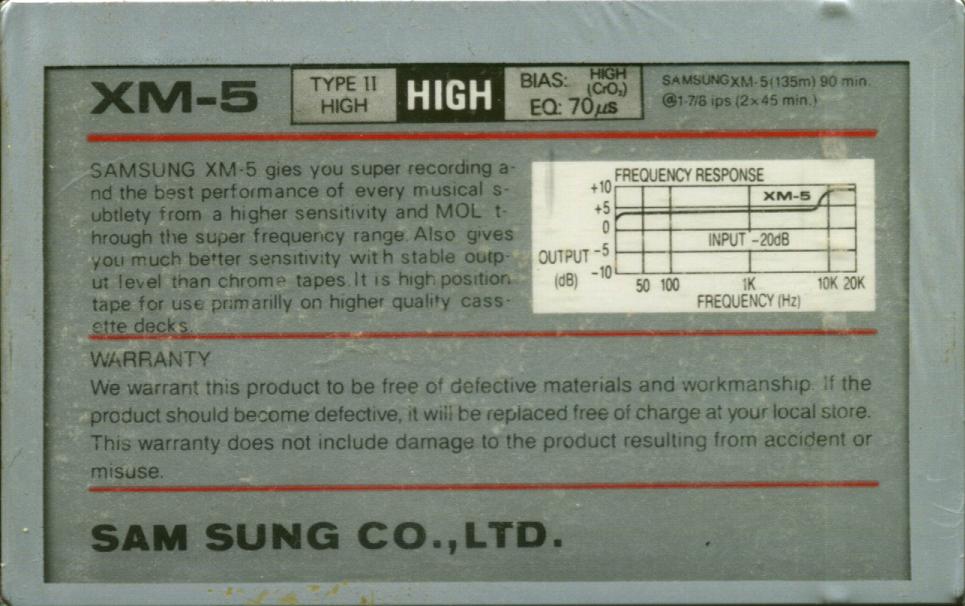 XM-5
TYPE II
HIGH
HIGH
BIAS: HIGH (CrO₂)
EQ: 70µs
SAMSUNG XM-5 (135m) 90 min.
@1-7/8 ips (2×45 min.)
SAMSUNG XM-5 gies you super recording a-
nd the best performance of every musical s-
ubtlety from a higher sensitivity and MOL t-
hrough the super frequency range. Also gives
you much better sensitivity with stable outp-
ut level than chrome tapes. It is high position
tape for use primarilly on higher quality cass-
ette decks.
FREQUENCY RESPONSE
+10
XM-5
+5
0
INPUT -20dB
OUTPUT
-5
(dB)
-10
50 100 1K 10K 20K
FREQUENCY (Hz)
WARRANTY
We warrant this product to be free of defective materials and workmanship. If the
product should become defective, it will be replaced free of charge at your local store.
This warranty does not include damage to the product resulting from accident or
misuse.
SAM SUNG CO.,LTD.